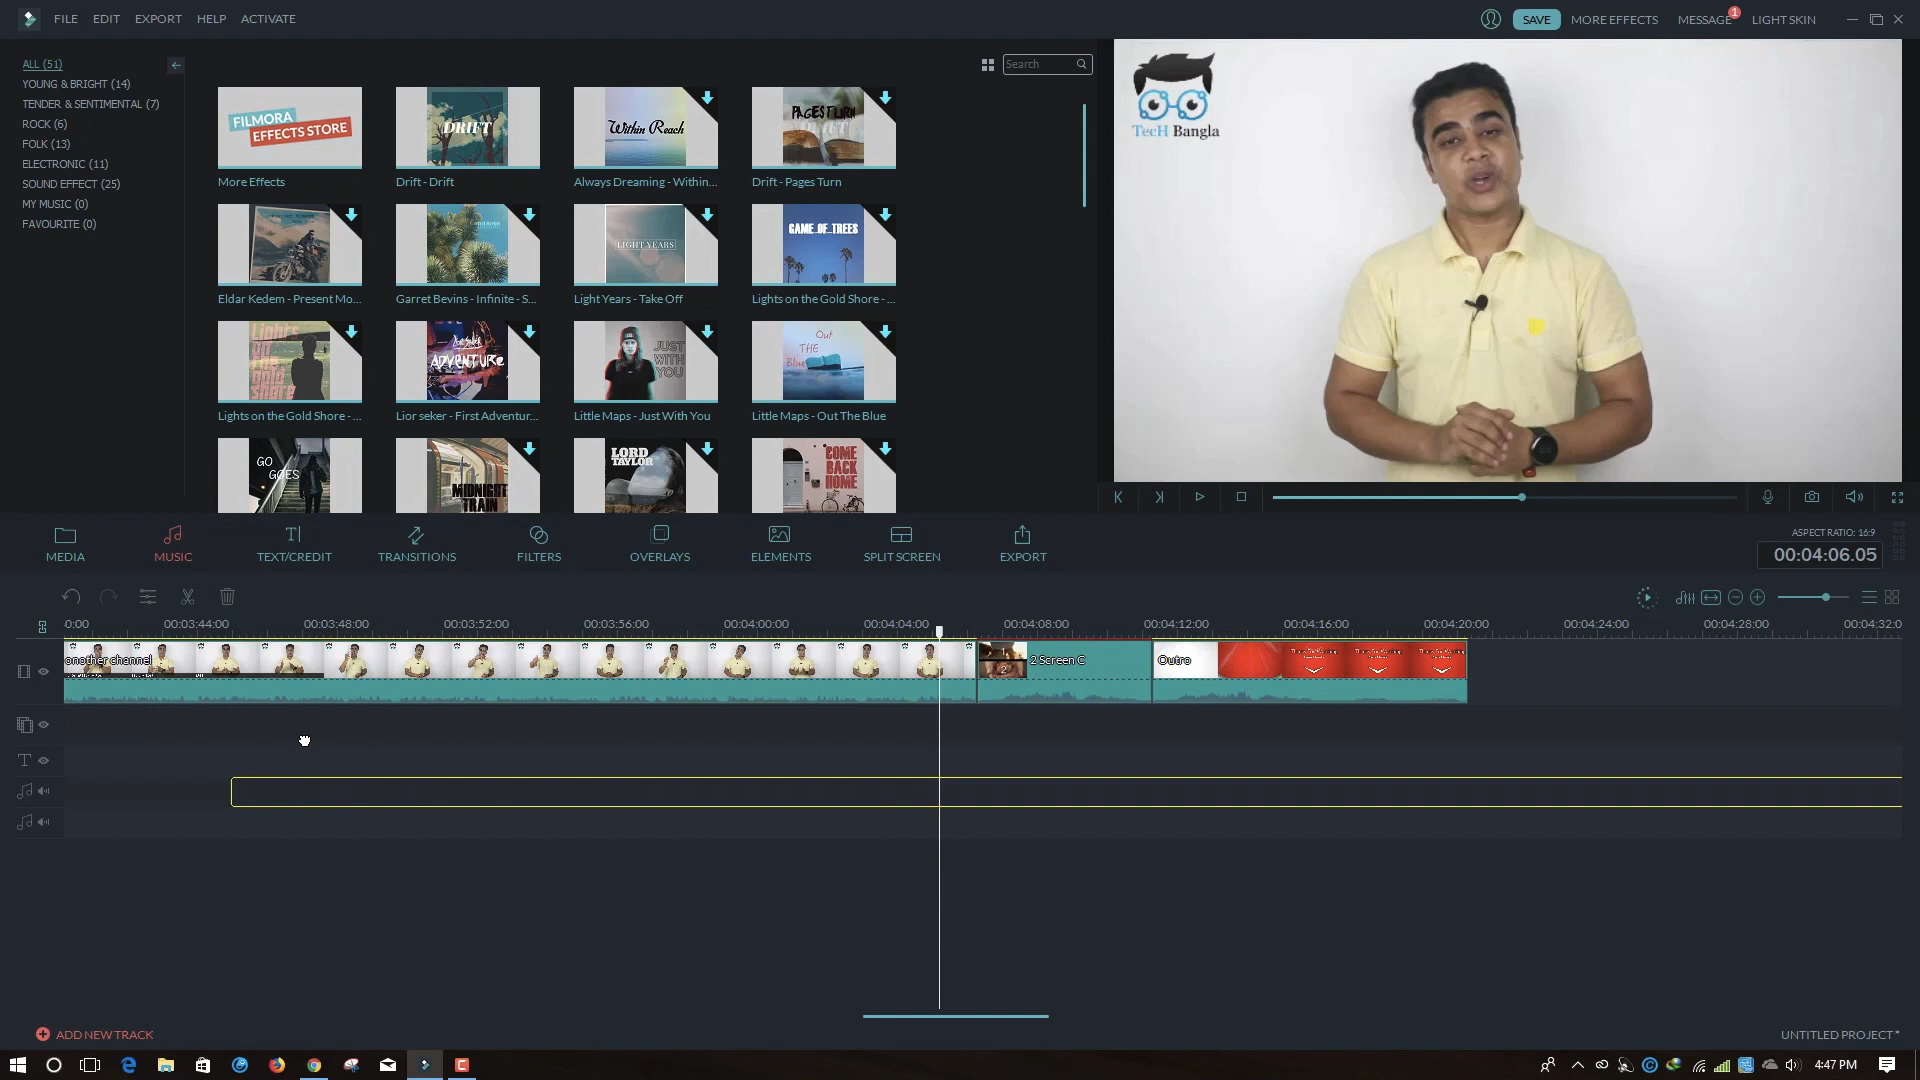 FILE EDIT EXPORT HELP ACTIVATE
SAVE MORE EFFECTS MESSAGE 1 LIGHT SKIN
ALL (51)
YOUNG & BRIGHT (14)
TENDER & SENTIMENTAL (7)
ROCK (6)
FOLK (13)
ELECTRONIC (11)
SOUND EFFECT (25)
MY MUSIC (0)
FAVOURITE (0)
Search
FILMORA
EFFECTS STORE
DRIFT
Within Reach
PAGES TURN
More Effects
Drift - Drift
Always Dreaming - Within...
Drift - Pages Turn
LIGHT YEARS
GAME OF TREES
Eldar Kedem - Present Mo...
Garret Bevins - Infinite - S...
Light Years - Take Off
Lights on the Gold Shore - ...
Lights on the gold shore
ADVENTURE
JUST
WITH
YOU
Out
THE
Blue
Lights on the Gold Shore - ...
Lior seker - First Adventur...
Little Maps - Just With You
Little Maps - Out The Blue
GO
GOES
MIDNIGHT
TRAIN
LORD
TAYLOR
COME
BACK
HOME
TecH Bangla
MEDIA MUSIC TEXT/CREDIT TRANSITIONS FILTERS OVERLAYS ELEMENTS SPLIT SCREEN EXPORT
ASPECT RATIO: 16:9
00:04:06.05
0:00 00:03:44:00 00:03:48:00 00:03:52:00 00:03:56:00 00:04:00:00 00:04:04:00 00:04:08:00 00:04:12:00 00:04:16:00 00:04:20:00 00:04:24:00 00:04:28:00 00:04:32:0
onother channel
1
2
2 Screen C
Outro
ADD NEW TRACK
UNTITLED PROJECT *
4:47 PM